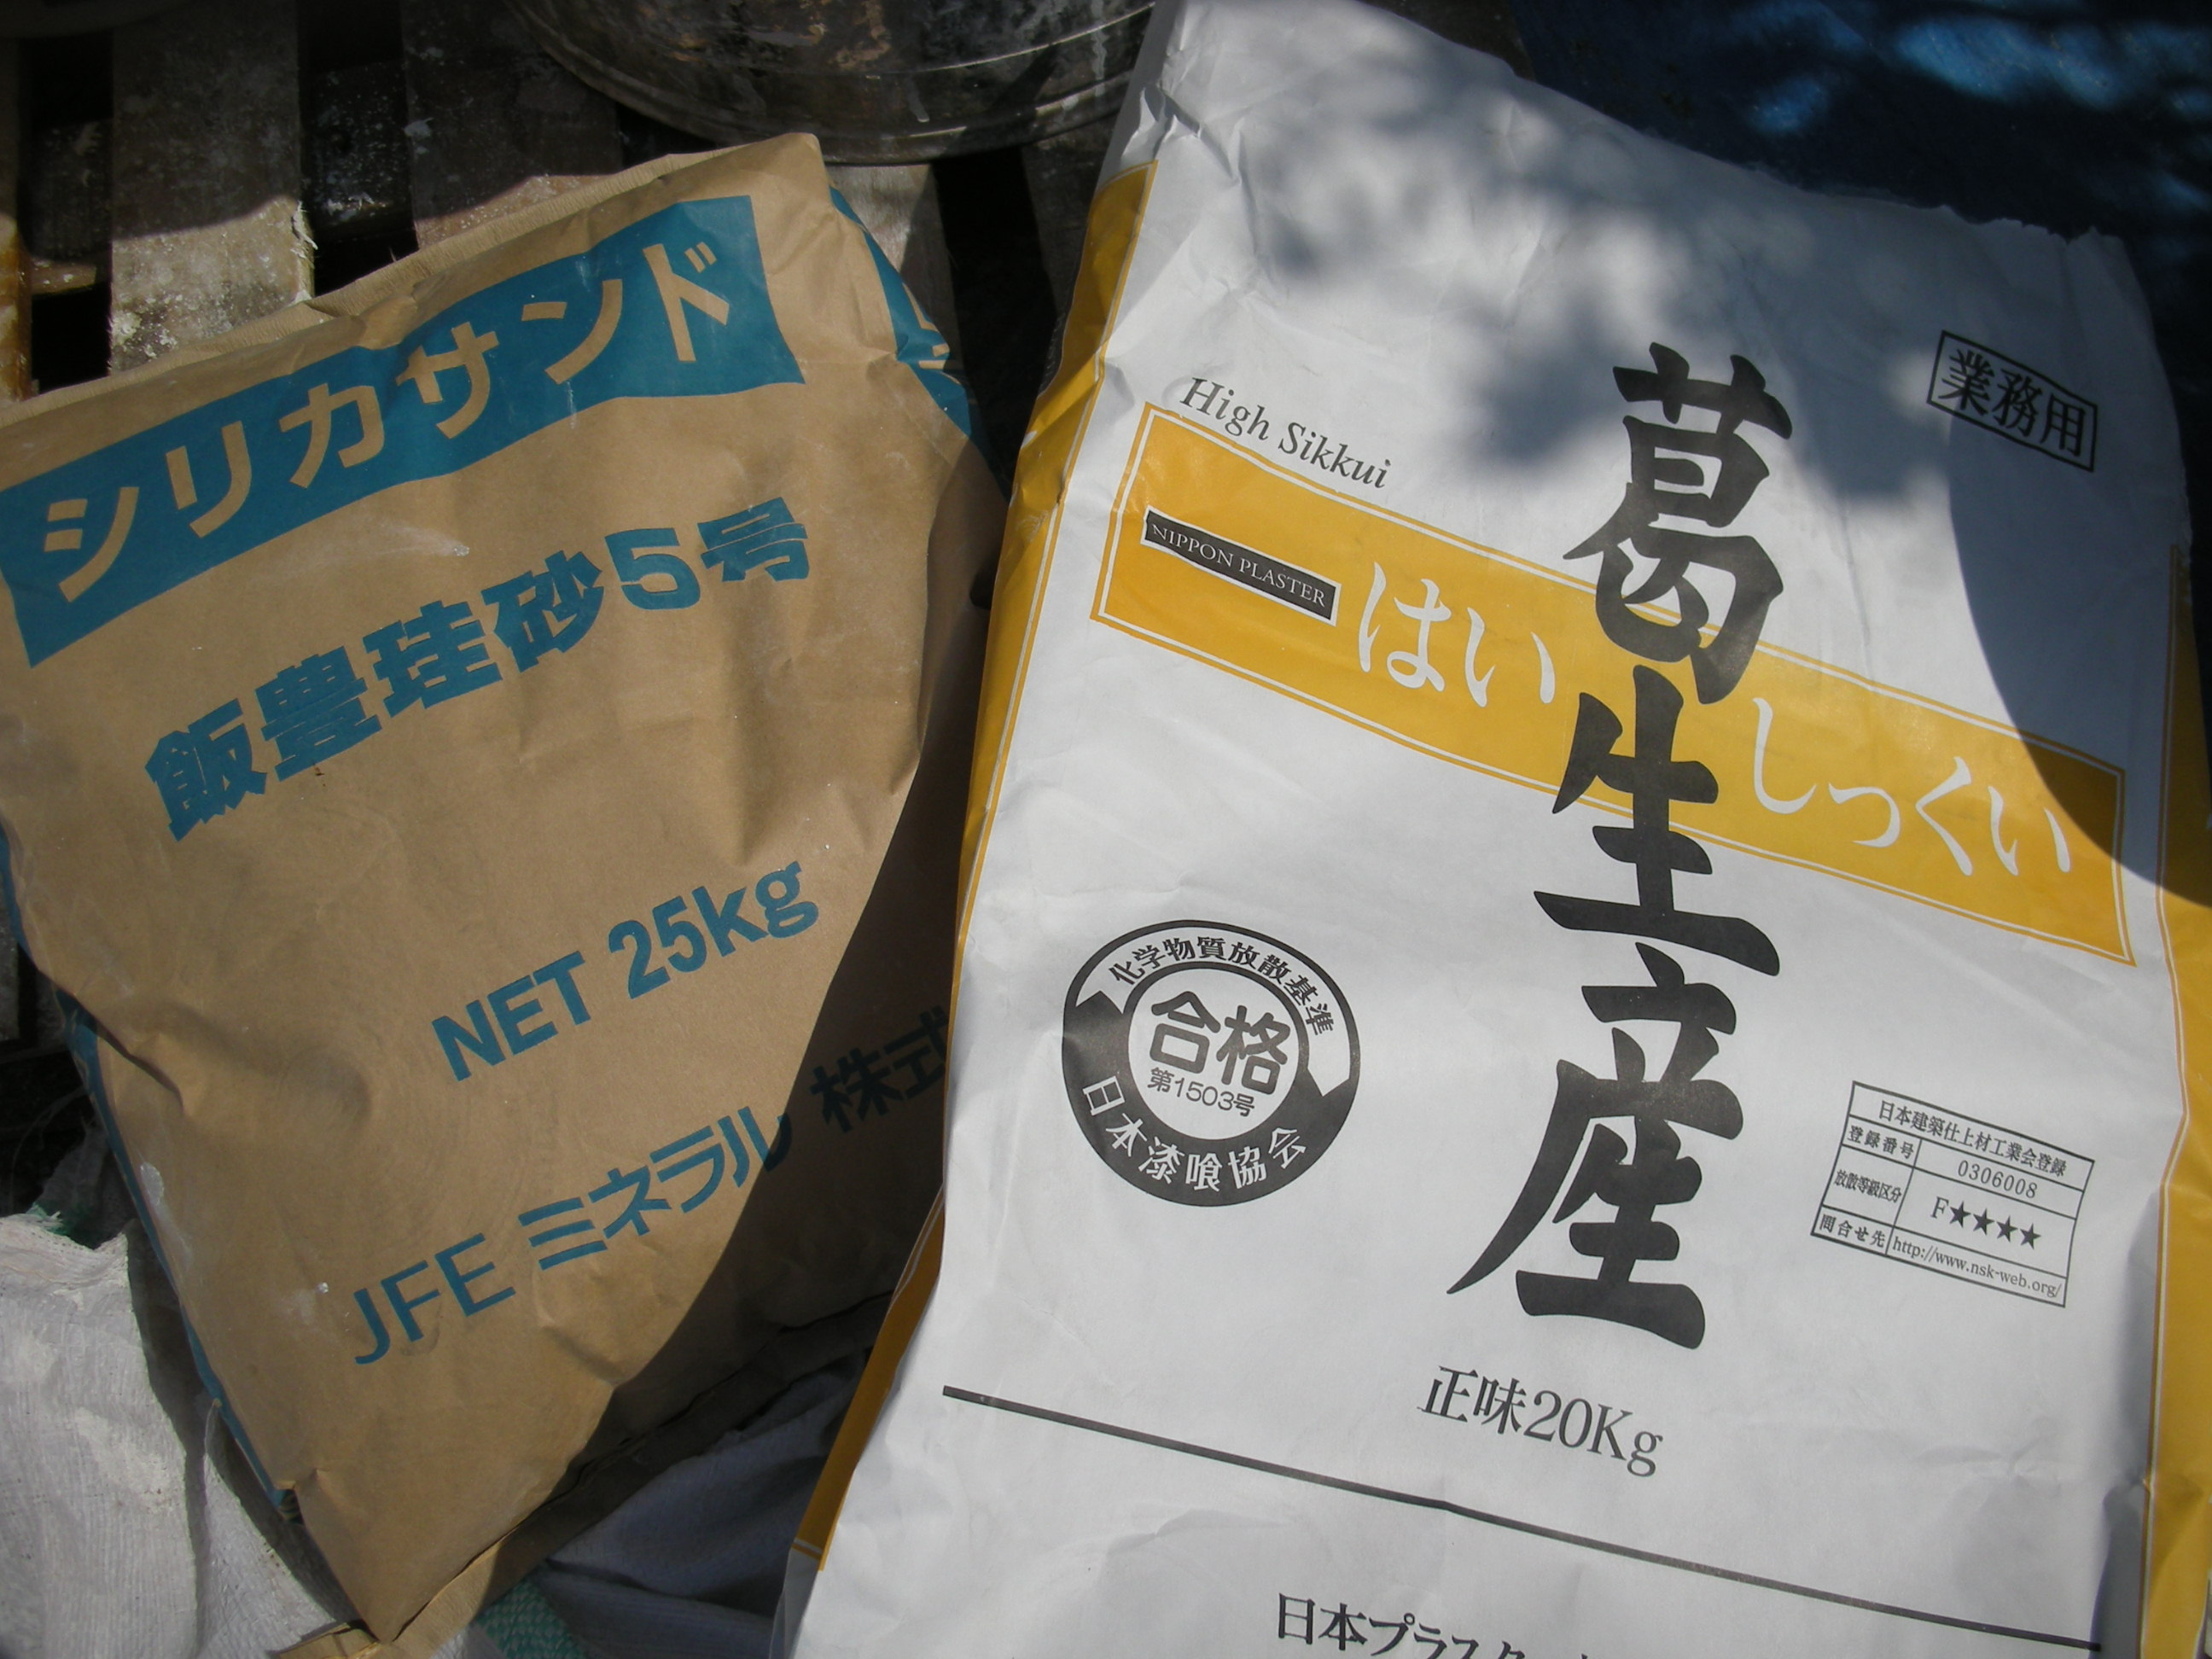 シリカサンド
飯豊珪砂5号
NET 25kg
JFE ミネラル 株式
業務用
High Sikkui
NIPPON PLASTER
はいしっくい
葛生産
化学物質放散基準
合格
第1503号
日本漆喰協会
日本建築仕上材工業会登録
登録番号 0306008
放散等級区分 F★★★★
問合せ先 http://www.nsk-web.org/
正味20Kg
日本プラスター